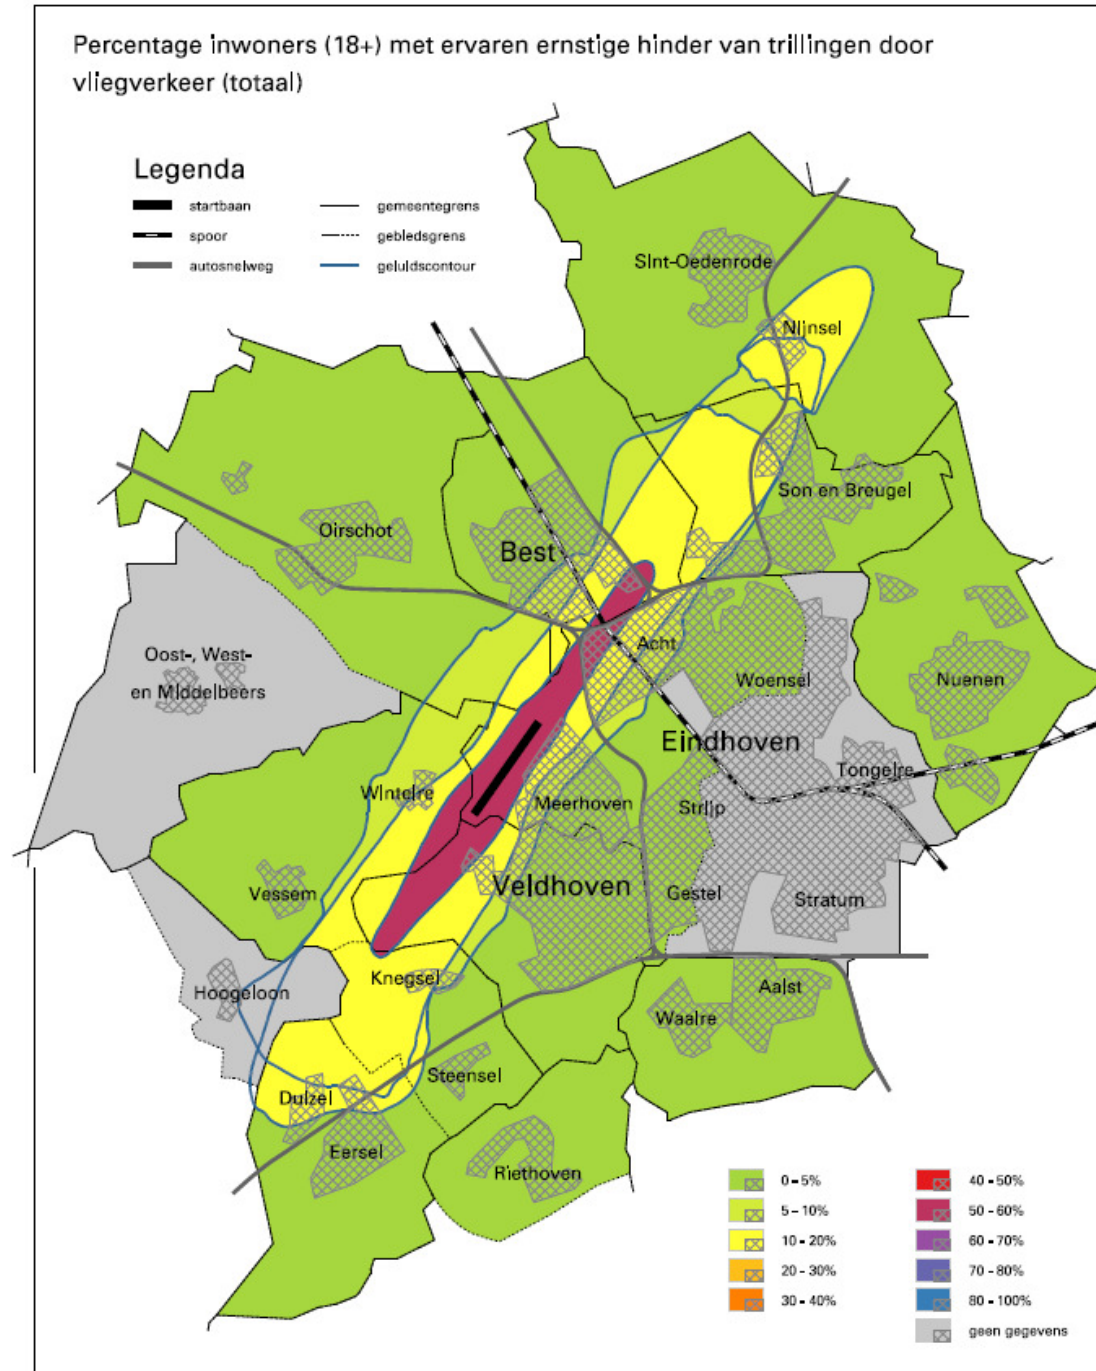 Percentage inwoners (18+) met ervaren ernstige hinder van trillingen door
vliegverkeer (totaal)
Legenda
startbaan
spoor
autosnelweg
gemeentegrens
gebiedsgrens
geluidscontour
Sint-Oedenrode
Nijnsel
Son en Breugel
Oirschot
Best
Acht
Oost-, West-
en Middelbeers
Woensel
Nuenen
Eindhoven
Tongelre
Wintelre
Meerhoven
Strijp
Vessem
Veldhoven
Gestel
Stratum
Knegsel
Hoogeloon
Aalst
Waalre
Steensel
Duizel
Eersel
Riethoven
0 - 5%
5 - 10%
10 - 20%
20 - 30%
30 - 40%
40 - 50%
50 - 60%
60 - 70%
70 - 80%
80 - 100%
geen gegevens